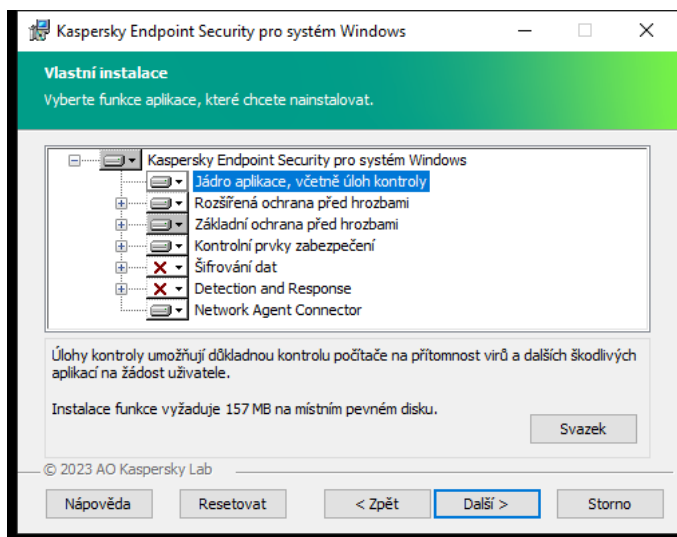 Kaspersky Endpoint Security pro systém Windows
Vlastní instalace
Vyberte funkce aplikace, které chcete nainstalovat.
Kaspersky Endpoint Security pro systém Windows
Jádro aplikace, včetně úloh kontroly
Rozšířená ochrana před hrozbami
Základní ochrana před hrozbami
Kontrolní prvky zabezpečení
Šifrování dat
Detection and Response
Network Agent Connector
Úlohy kontroly umožňují důkladnou kontrolu počítače na přítomnost virů a dalších škodlivých
aplikací na žádost uživatele.
Instalace funkce vyžaduje 157 MB na místním pevném disku.
Svazek
© 2023 AO Kaspersky Lab
Nápověda Resetovat < Zpět Další > Storno